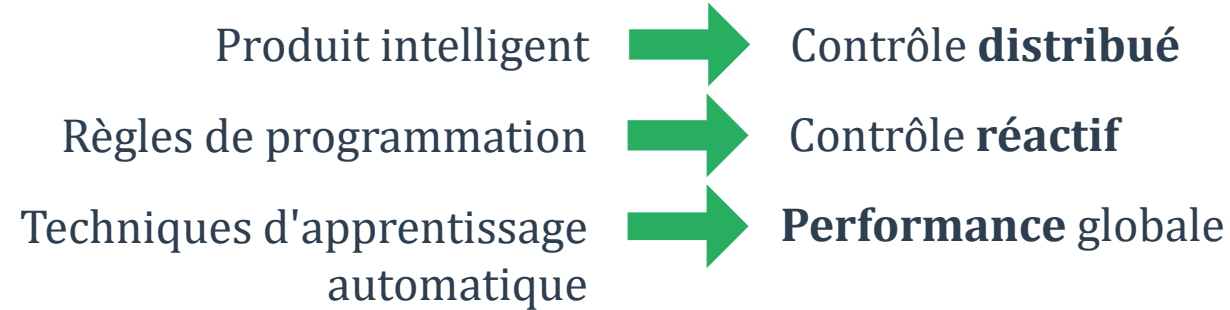 Produit intelligent Contrôle distribué
Règles de programmation Contrôle réactif
Techniques d'apprentissage Performance globale
automatique